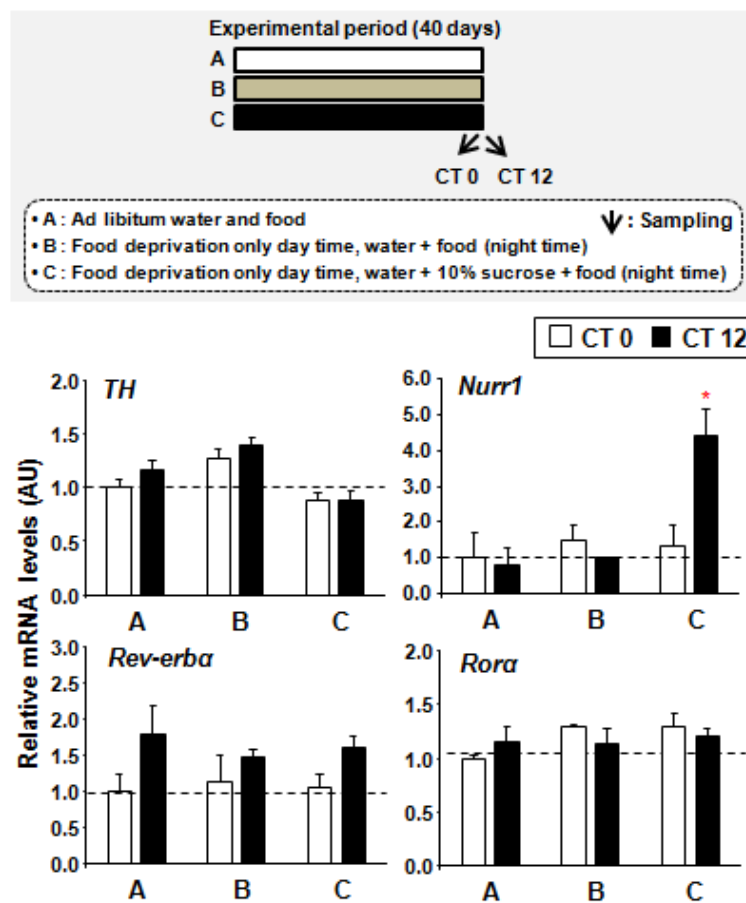 Experimental period (40 days)
A
B
C
CT 0 CT 12
• A : Ad libitum water and food
↓ : Sampling
• B : Food deprivation only day time, water + food (night time)
• C : Food deprivation only day time, water + 10% sucrose + food (night time)
CT 0 CT 12
Relative mRNA levels (AU)
TH
2.0
1.5
1.0
0.5
0.0
A B C
Nurr1
6.0
5.0
4.0
3.0
2.0
1.0
0.0
*
A B C
Rev-erbα
3.0
2.5
2.0
1.5
1.0
0.5
0.0
A B C
Rorα
2.0
1.5
1.0
0.5
0.0
A B C